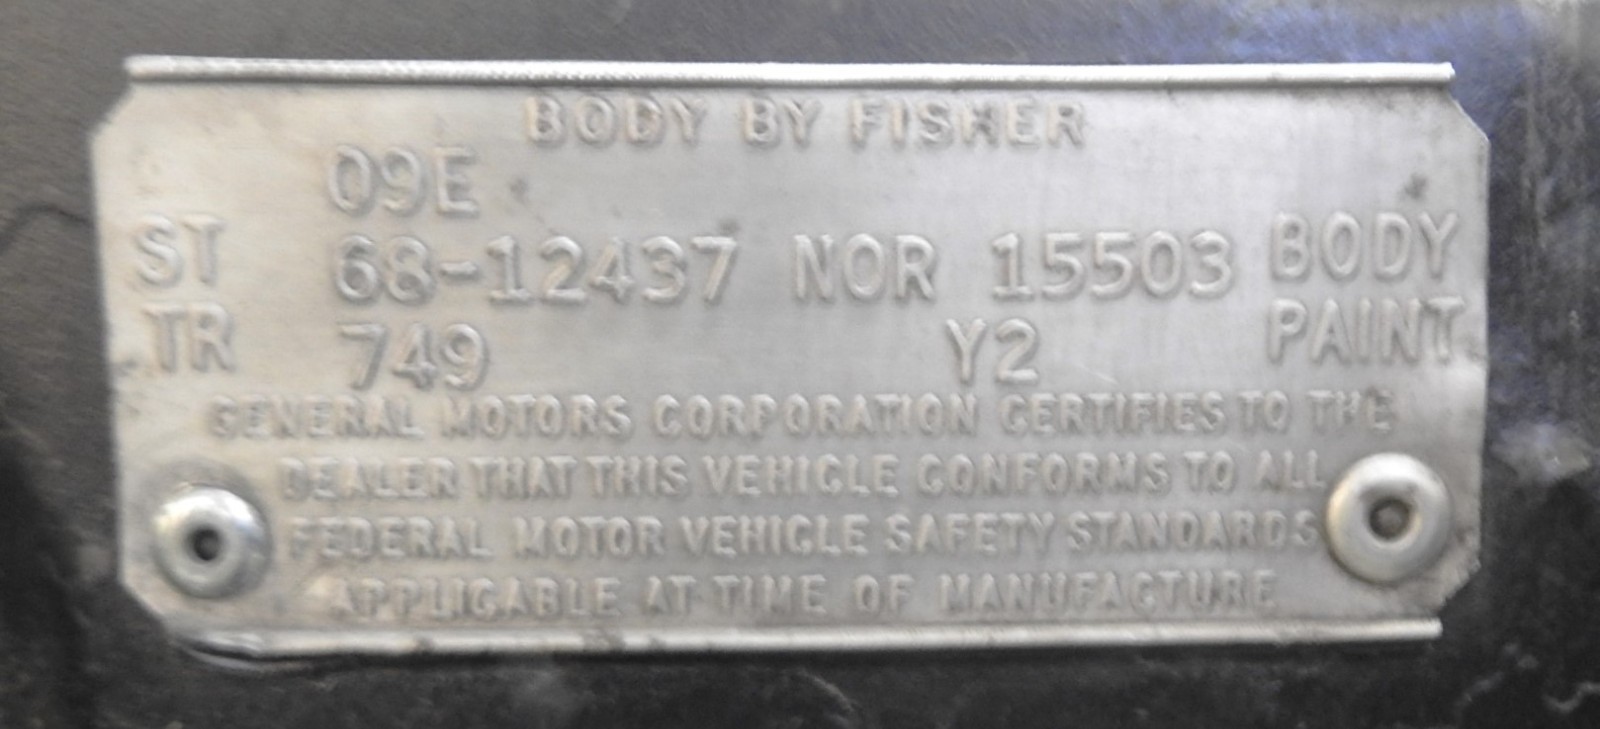 BODY BY FISHER
09E
ST 68-12437 NOR 15503 BODY
TR 749 Y2 PAINT
GENERAL MOTORS CORPORATION CERTIFIES TO THE
DEALER THAT THIS VEHICLE CONFORMS TO ALL
FEDERAL MOTOR VEHICLE SAFETY STANDARDS
APPLICABLE AT TIME OF MANUFACTURE